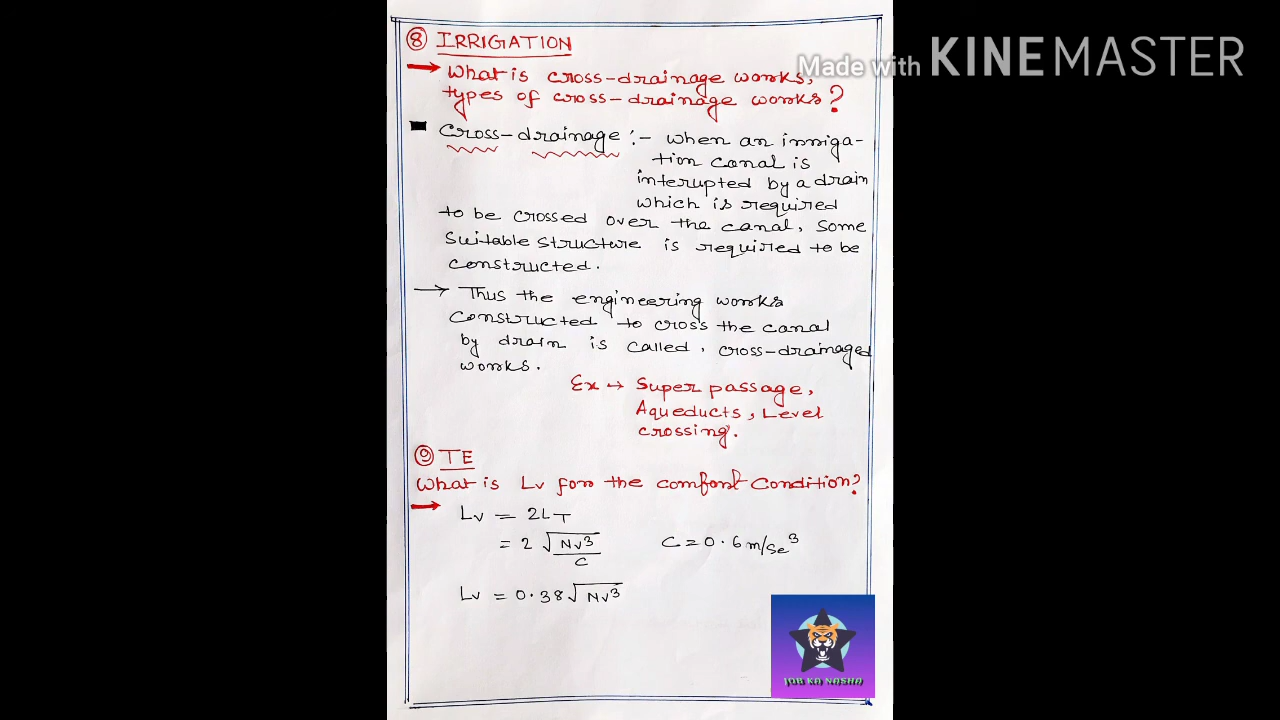 Made with KINEMASTER
⑧ IRRIGATION
→ What is cross-drainage works,
types of cross-drainage works?
■ Cross-drainage :- when an irriga-
tion canal is
interupted by a drain
which is required
to be crossed over the canal, some
suitable structure is required to be
constructed.
→ Thus the engineering works
constructed to cross the canal
by drain is called, cross-drainaged
works.
Ex → Super passage,
Aqueducts, Level
crossing.
⑨ TE
What is Lv for the comfort condition?
→ Lv = 2LT
= 2 √Nv³/C C = 0.6 m/sec³
Lv = 0.38 √Nv³
JOB KA NASHA